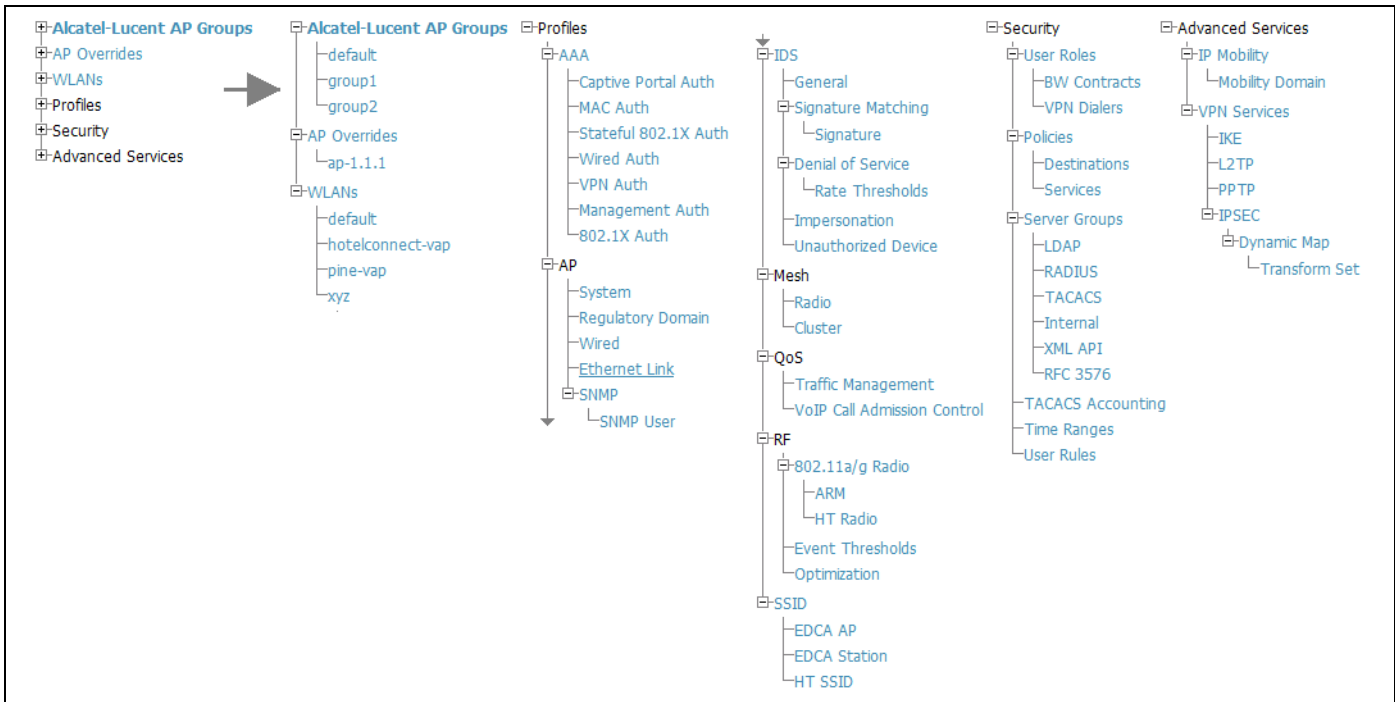 Alcatel-Lucent AP Groups
AP Overrides
WLANs
Profiles
Security
Advanced Services
Alcatel-Lucent AP Groups
default
group1
group2
AP Overrides
ap-1.1.1
WLANs
default
hotelconnect-vap
pine-vap
xyz
Profiles
AAA
Captive Portal Auth
MAC Auth
Stateful 802.1X Auth
Wired Auth
VPN Auth
Management Auth
802.1X Auth
AP
System
Regulatory Domain
Wired
Ethernet Link
SNMP
SNMP User
IDS
General
Signature Matching
Signature
Denial of Service
Rate Thresholds
Impersonation
Unauthorized Device
Mesh
Radio
Cluster
QoS
Traffic Management
VoIP Call Admission Control
RF
802.11a/g Radio
ARM
HT Radio
Event Thresholds
Optimization
SSID
EDCA AP
EDCA Station
HT SSID
Security
User Roles
BW Contracts
VPN Dialers
Policies
Destinations
Services
Server Groups
LDAP
RADIUS
TACACS
Internal
XML API
RFC 3576
TACACS Accounting
Time Ranges
User Rules
Advanced Services
IP Mobility
Mobility Domain
VPN Services
IKE
L2TP
PPTP
IPSEC
Dynamic Map
Transform Set